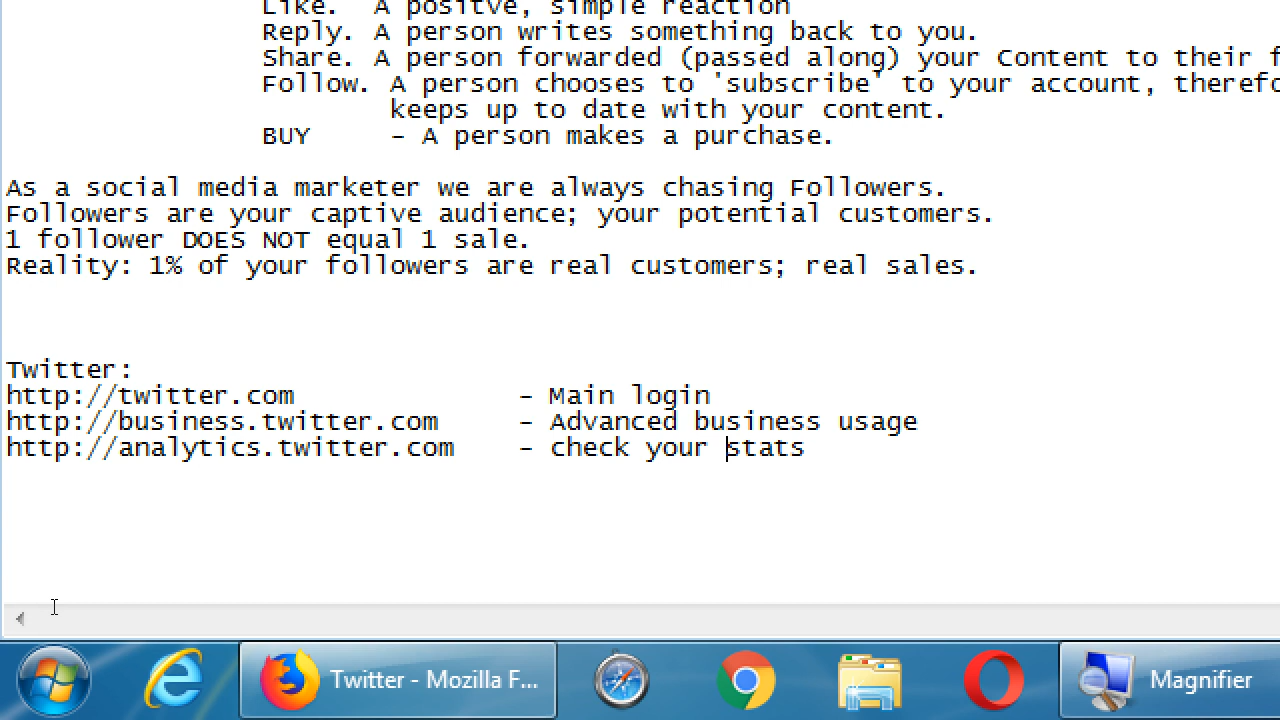 Like. A positve, simple reaction
Reply. A person writes something back to you.
Share. A person forwarded (passed along) your Content to their
Follow. A person chooses to 'subscribe' to your account,
keeps up to date with your content.
BUY - A person makes a purchase.
As a social media marketer we are always chasing Followers.
Followers are your captive audience; your potential customers.
1 follower DOES NOT equal 1 sale.
Reality: 1% of your followers are real customers; real sales.
Twitter:
http://twitter.com - Main login
http://business.twitter.com - Advanced business usage
http://analytics.twitter.com - check your stats
Twitter - Mozilla F...
Magnifier